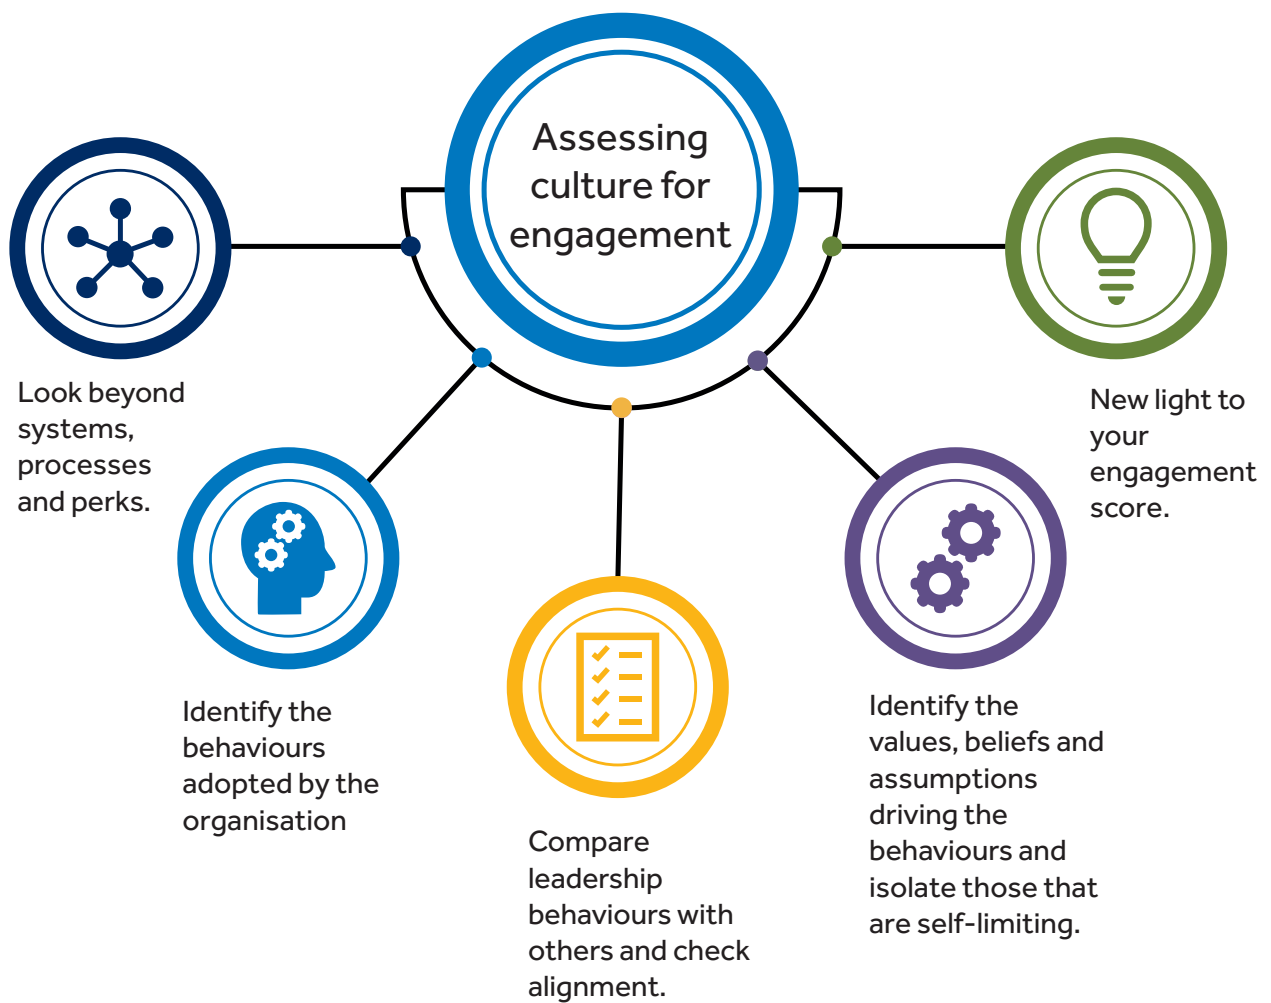 Assessing
culture for
engagement
Look beyond
systems,
processes
and perks.
Identify the
behaviours
adopted by the
organisation
Compare
leadership
behaviours with
others and check
alignment.
Identify the
values, beliefs and
assumptions
driving the
behaviours and
isolate those that
are self-limiting.
New light to
your
engagement
score.